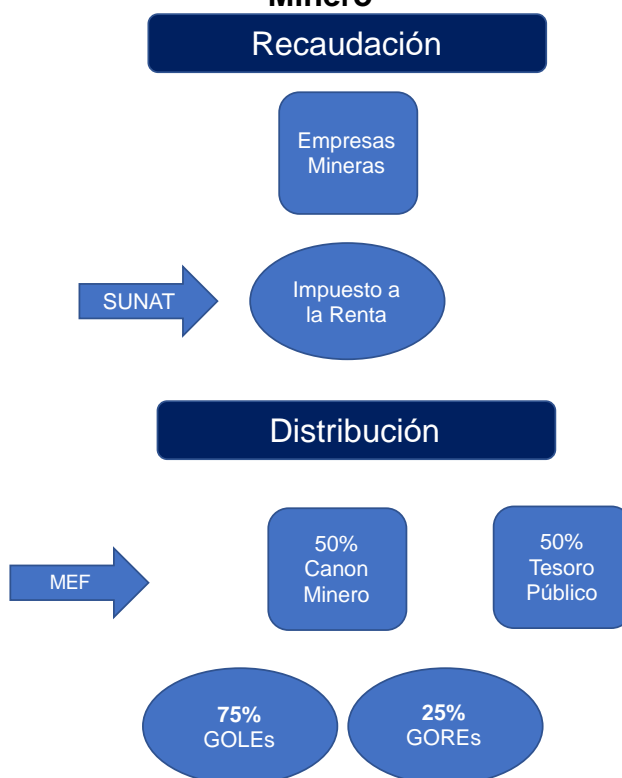 Minero
Recaudación
Empresas
Mineras
SUNAT
Impuesto a
la Renta
Distribución
MEF
50%
Canon
Minero
50%
Tesoro
Público
75%
GOLEs
25%
GOREs